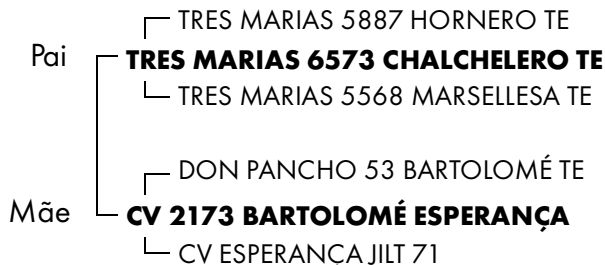 TRES MARIAS 5887 HORNERO TE
Pai TRES MARIAS 6573 CHALCHELERO TE
TRES MARIAS 5568 MARSELLESA TE
DON PANCHO 53 BARTOLOMÉ TE
Mãe CV 2173 BARTOLOMÉ ESPERANÇA
CV ESPERANÇA JILT 71